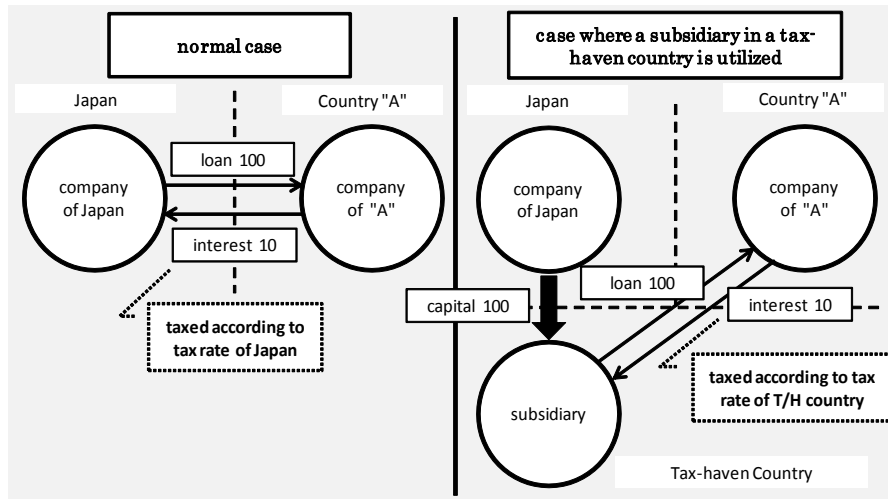 normal case
Japan
Country "A"
company
of Japan
loan 100
company
of "A"
interest 10
taxed according to
tax rate of Japan
case where a subsidiary in a tax-
haven country is utilized
Japan
Country "A"
company
of Japan
company
of "A"
loan 100
capital 100
interest 10
taxed according to tax
rate of T/H country
subsidiary
Tax-haven Country